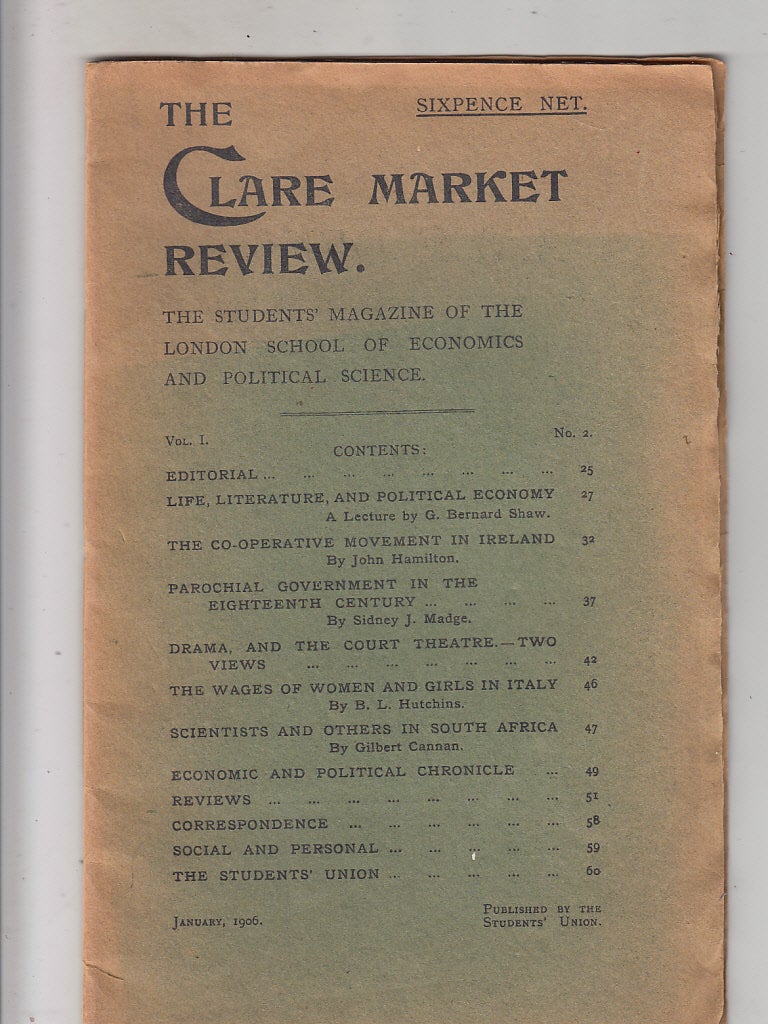 THE
SIXPENCE NET.
CLARE MARKET
REVIEW.
THE STUDENTS' MAGAZINE OF THE
LONDON SCHOOL OF ECONOMICS
AND POLITICAL SCIENCE.
VOL. I.
No. 2.
CONTENTS:
EDITORIAL ... ... ... ... ... ... ... ... 25
LIFE, LITERATURE, AND POLITICAL ECONOMY 27
A Lecture by G. Bernard Shaw.
THE CO-OPERATIVE MOVEMENT IN IRELAND 32
By John Hamilton.
PAROCHIAL GOVERNMENT IN THE
EIGHTEENTH CENTURY ... ... ... ... 37
By Sidney J. Madge.
DRAMA, AND THE COURT THEATRE.—TWO
VIEWS ... ... ... ... ... ... ... 42
THE WAGES OF WOMEN AND GIRLS IN ITALY 46
By B. L. Hutchins.
SCIENTISTS AND OTHERS IN SOUTH AFRICA 47
By Gilbert Cannan.
ECONOMIC AND POLITICAL CHRONICLE ... 49
REVIEWS ... ... ... ... ... ... ... ... 51
CORRESPONDENCE ... ... ... ... ... ... 58
SOCIAL AND PERSONAL ... ... ... ... ... 59
THE STUDENTS' UNION ... ... ... ... ... 60
JANUARY, 1906.
PUBLISHED BY THE
STUDENTS' UNION.